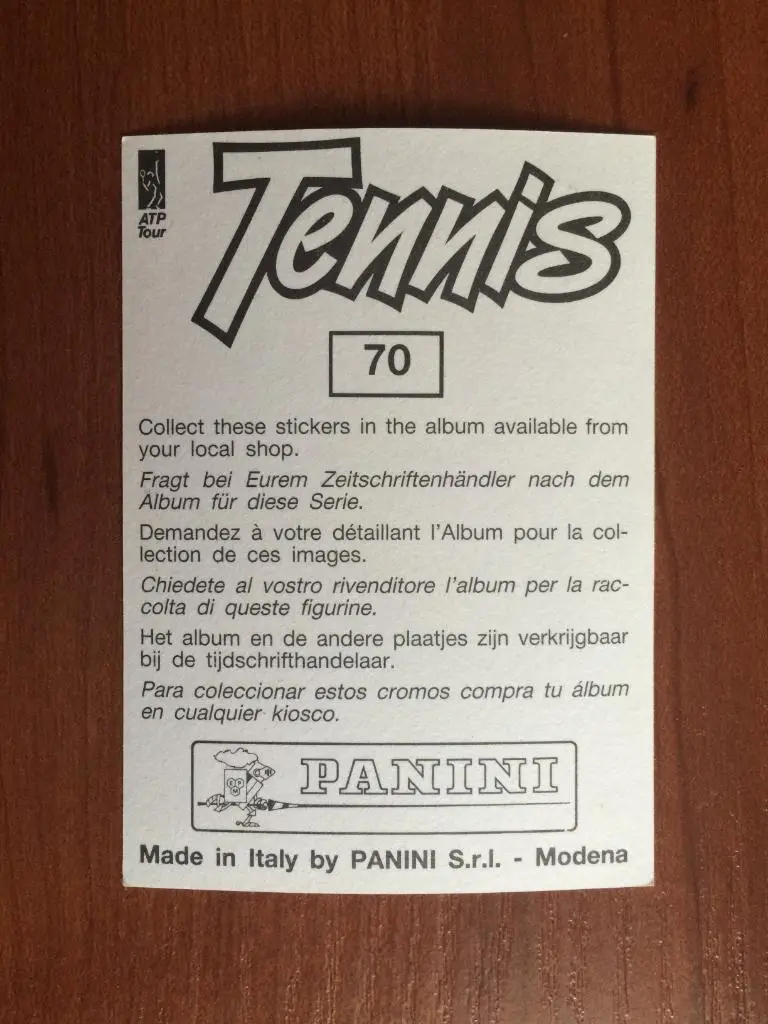 ATP
Tour
Tennis
70
Collect these stickers in the album available from
your local shop.
Fragt bei Eurem Zeitschriftenhändler nach dem
Album für diese Serie.
Demandez à votre détaillant l'Album pour la col-
lection de ces images.
Chiedete al vostro rivenditore l'album per la rac-
colta di queste figurine.
Het album en de andere plaatjes zijn verkrijgbaar
bij de tijdschrifthandelaar.
Para coleccionar estos cromos compra tu álbum
en cualquier kiosco.
PANINI
Made in Italy by PANINI S.r.l. - Modena